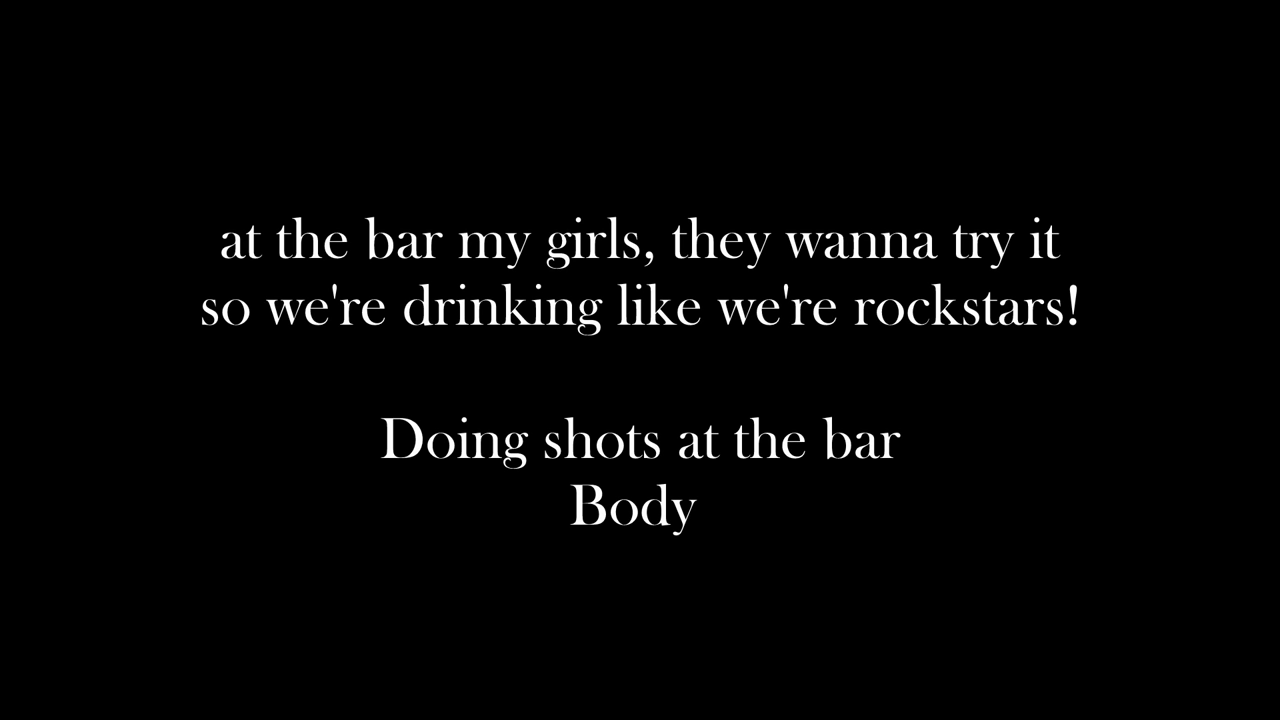 at the bar my girls, they wanna try it
so we're drinking like we're rockstars!
Doing shots at the bar
Body